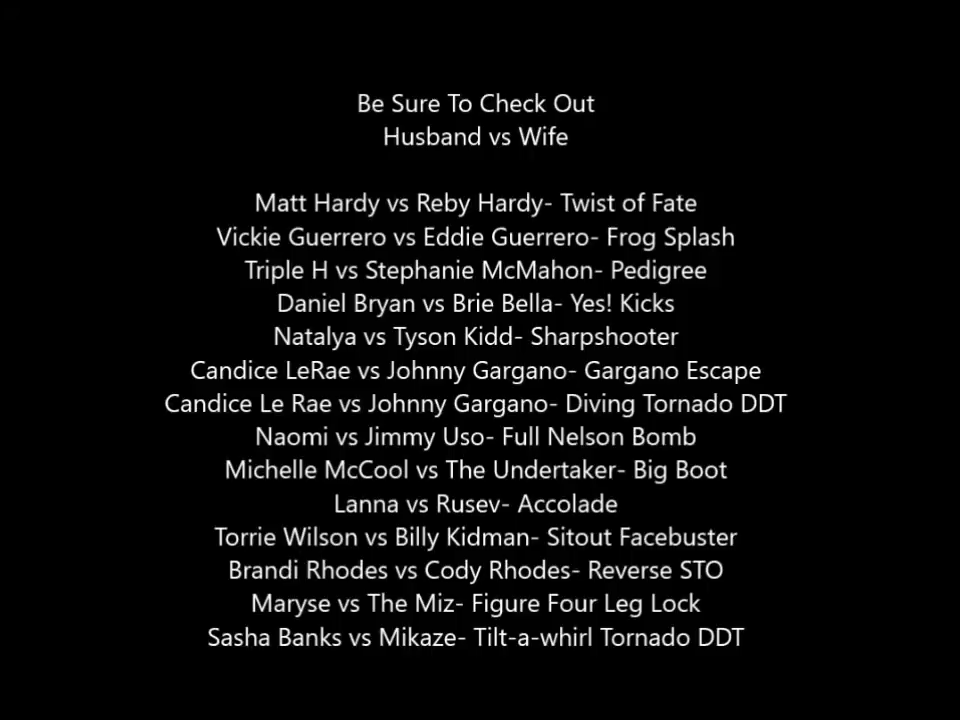 Be Sure To Check Out
Husband vs Wife
Matt Hardy vs Reby Hardy- Twist of Fate
Vickie Guerrero vs Eddie Guerrero- Frog Splash
Triple H vs Stephanie McMahon- Pedigree
Daniel Bryan vs Brie Bella- Yes! Kicks
Natalya vs Tyson Kidd- Sharpshooter
Candice LeRae vs Johnny Gargano- Gargano Escape
Candice Le Rae vs Johnny Gargano- Diving Tornado DDT
Naomi vs Jimmy Uso- Full Nelson Bomb
Michelle McCool vs The Undertaker- Big Boot
Lanna vs Rusev- Accolade
Torrie Wilson vs Billy Kidman- Sitout Facebuster
Brandi Rhodes vs Cody Rhodes- Reverse STO
Maryse vs The Miz- Figure Four Leg Lock
Sasha Banks vs Mikaze- Tilt-a-whirl Tornado DDT